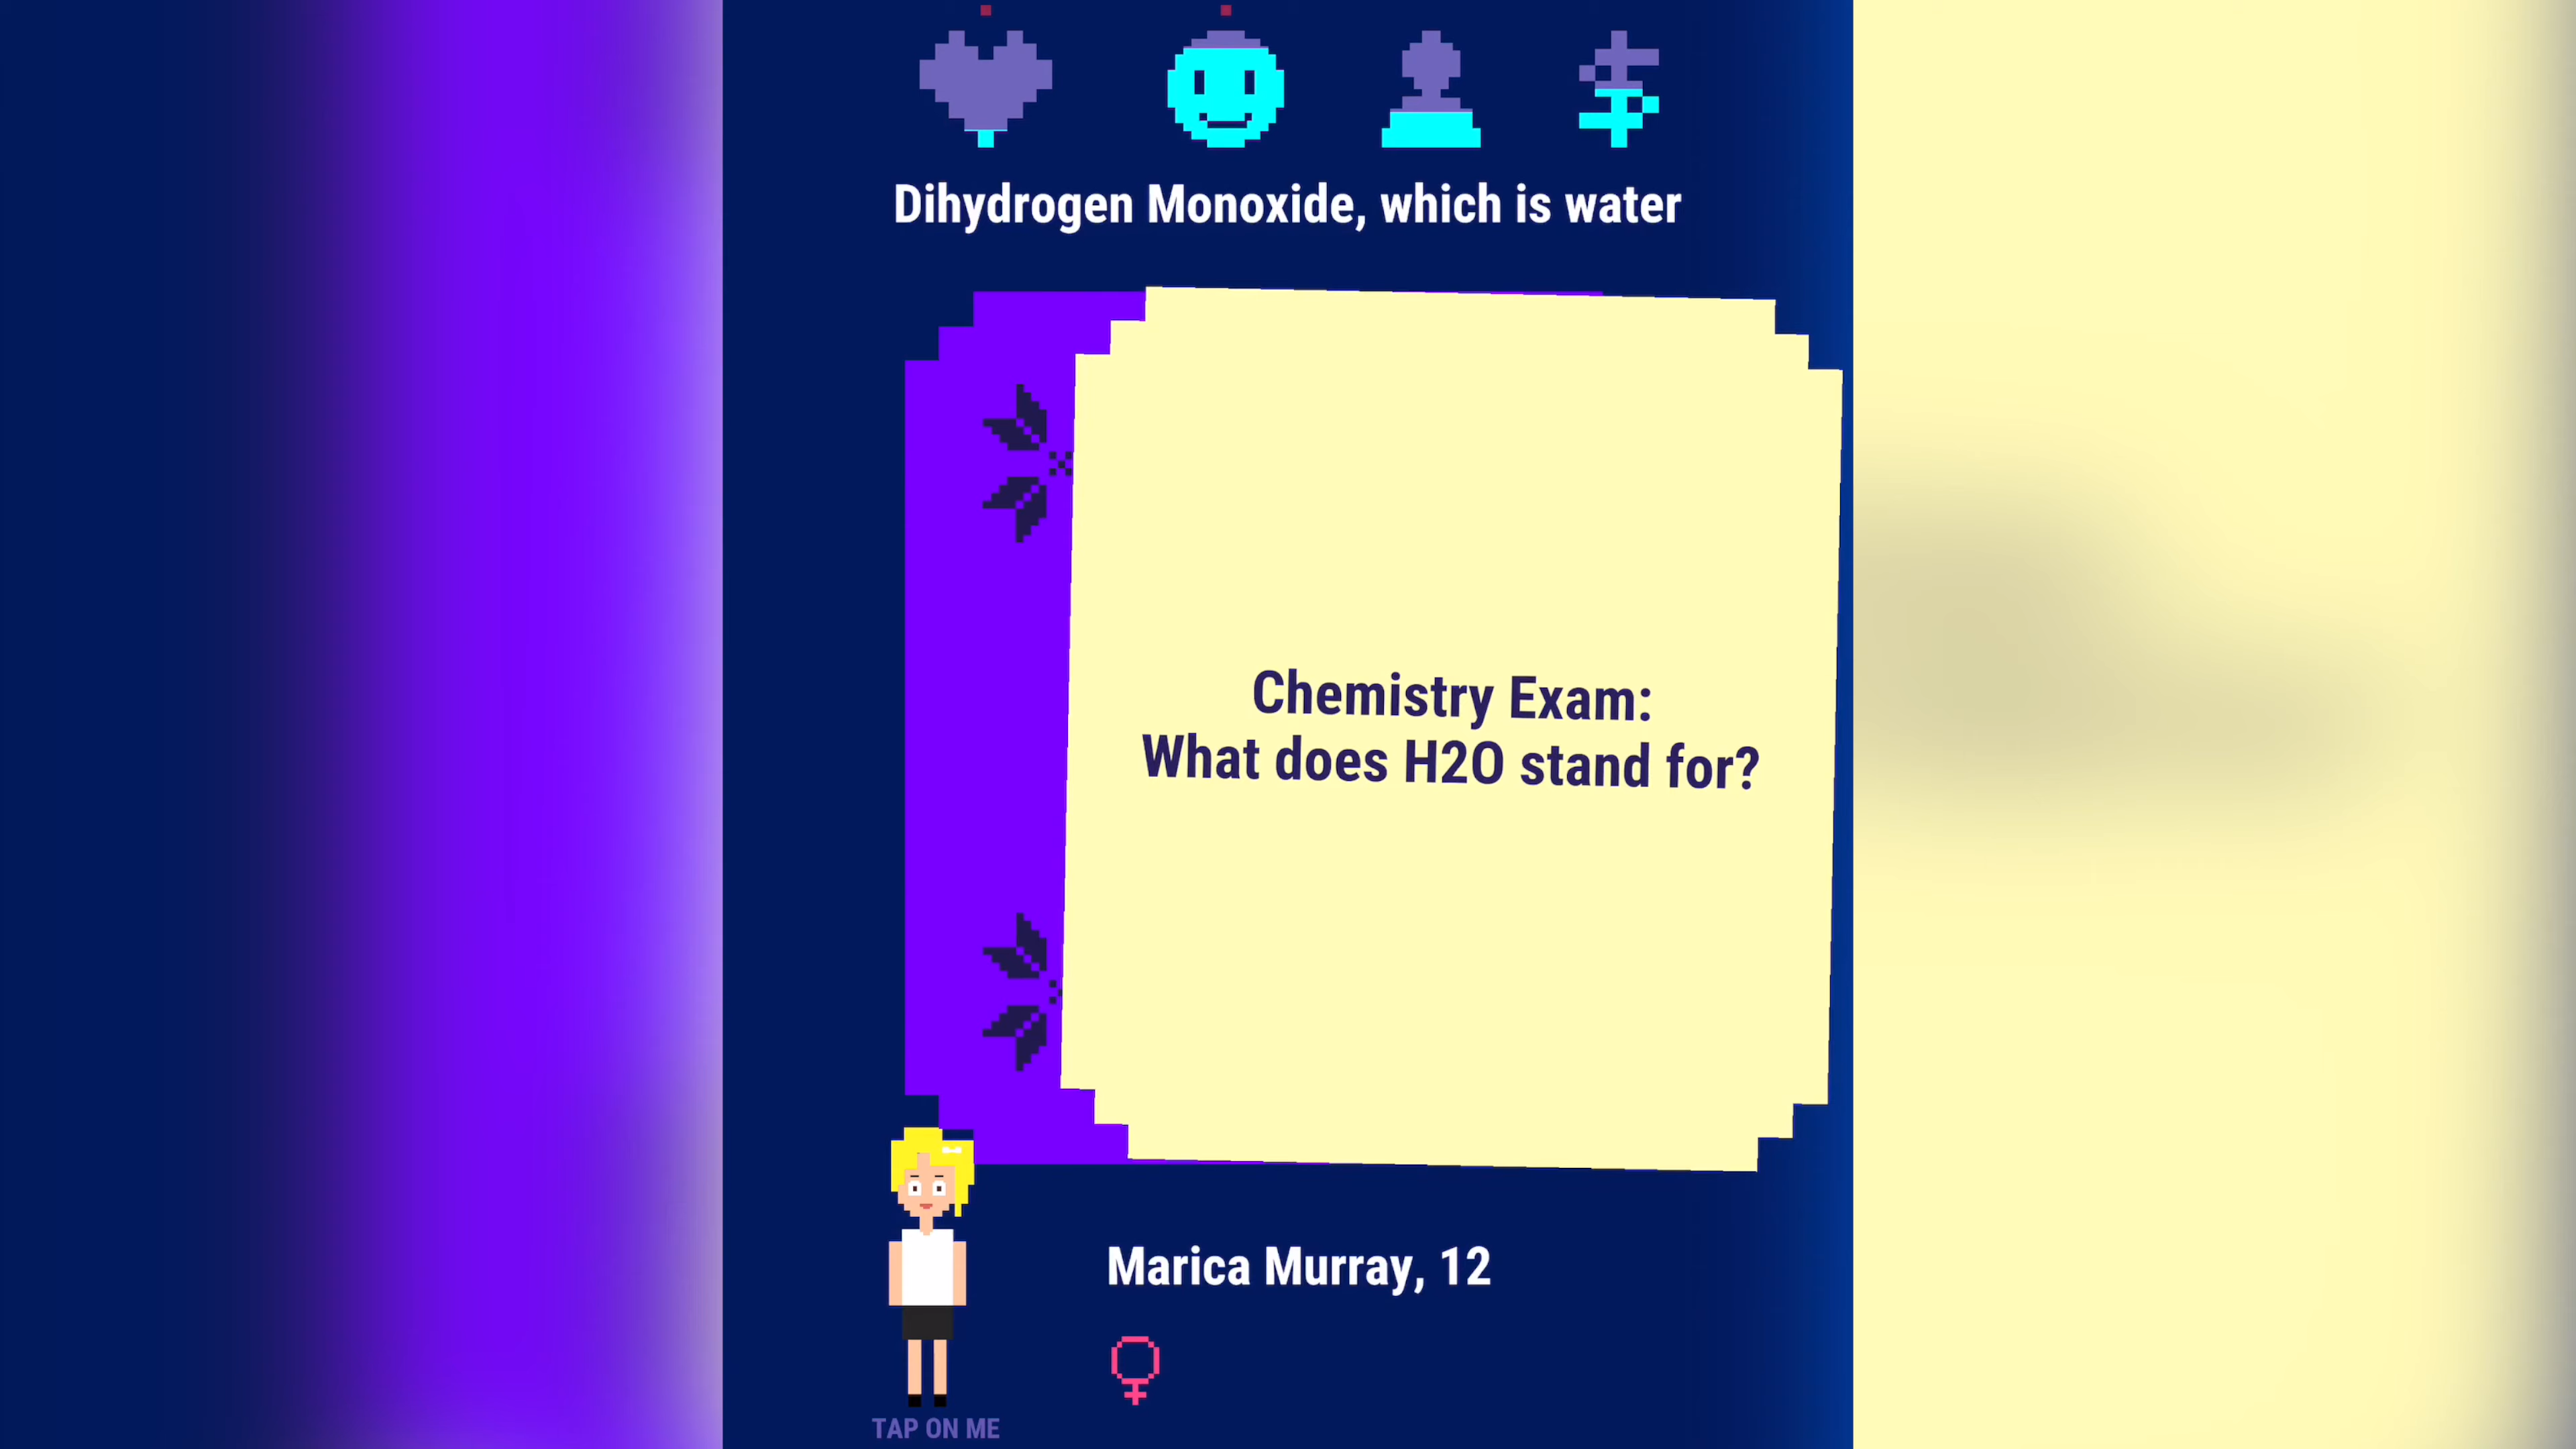 Dihydrogen Monoxide, which is water
Chemistry Exam:
What does H2O stand for?
Marica Murray, 12
TAP ON ME